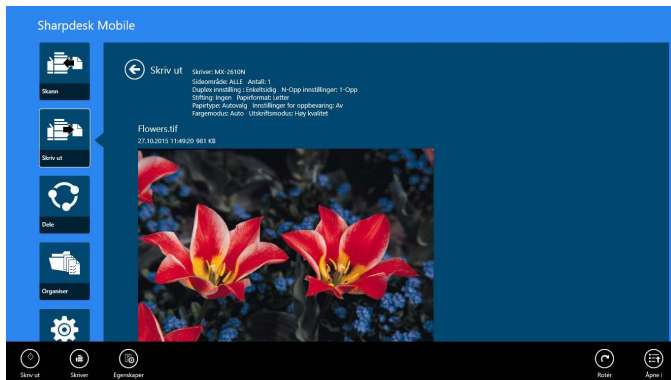 Sharpdesk Mobile
Skann
Skriv ut
Dele
Organiser
Skriv ut
Skriver: MX-2610N
Sideområde: ALLE Antall: 1
Duplex innstilling : Enkeltsidig N-Opp innstillinger: 1-Opp
Stifting: Ingen Papirformat: Letter
Papirtype: Autovalg Innstillinger for oppbevaring: Av
Fargemodus: Auto Utskriftsmodus: Høy kvalitet
Flowers.tif
27.10.2015 11:49:20 981 KB
Skriv ut
Skriver
Egenskaper
Rotér
Åpne i